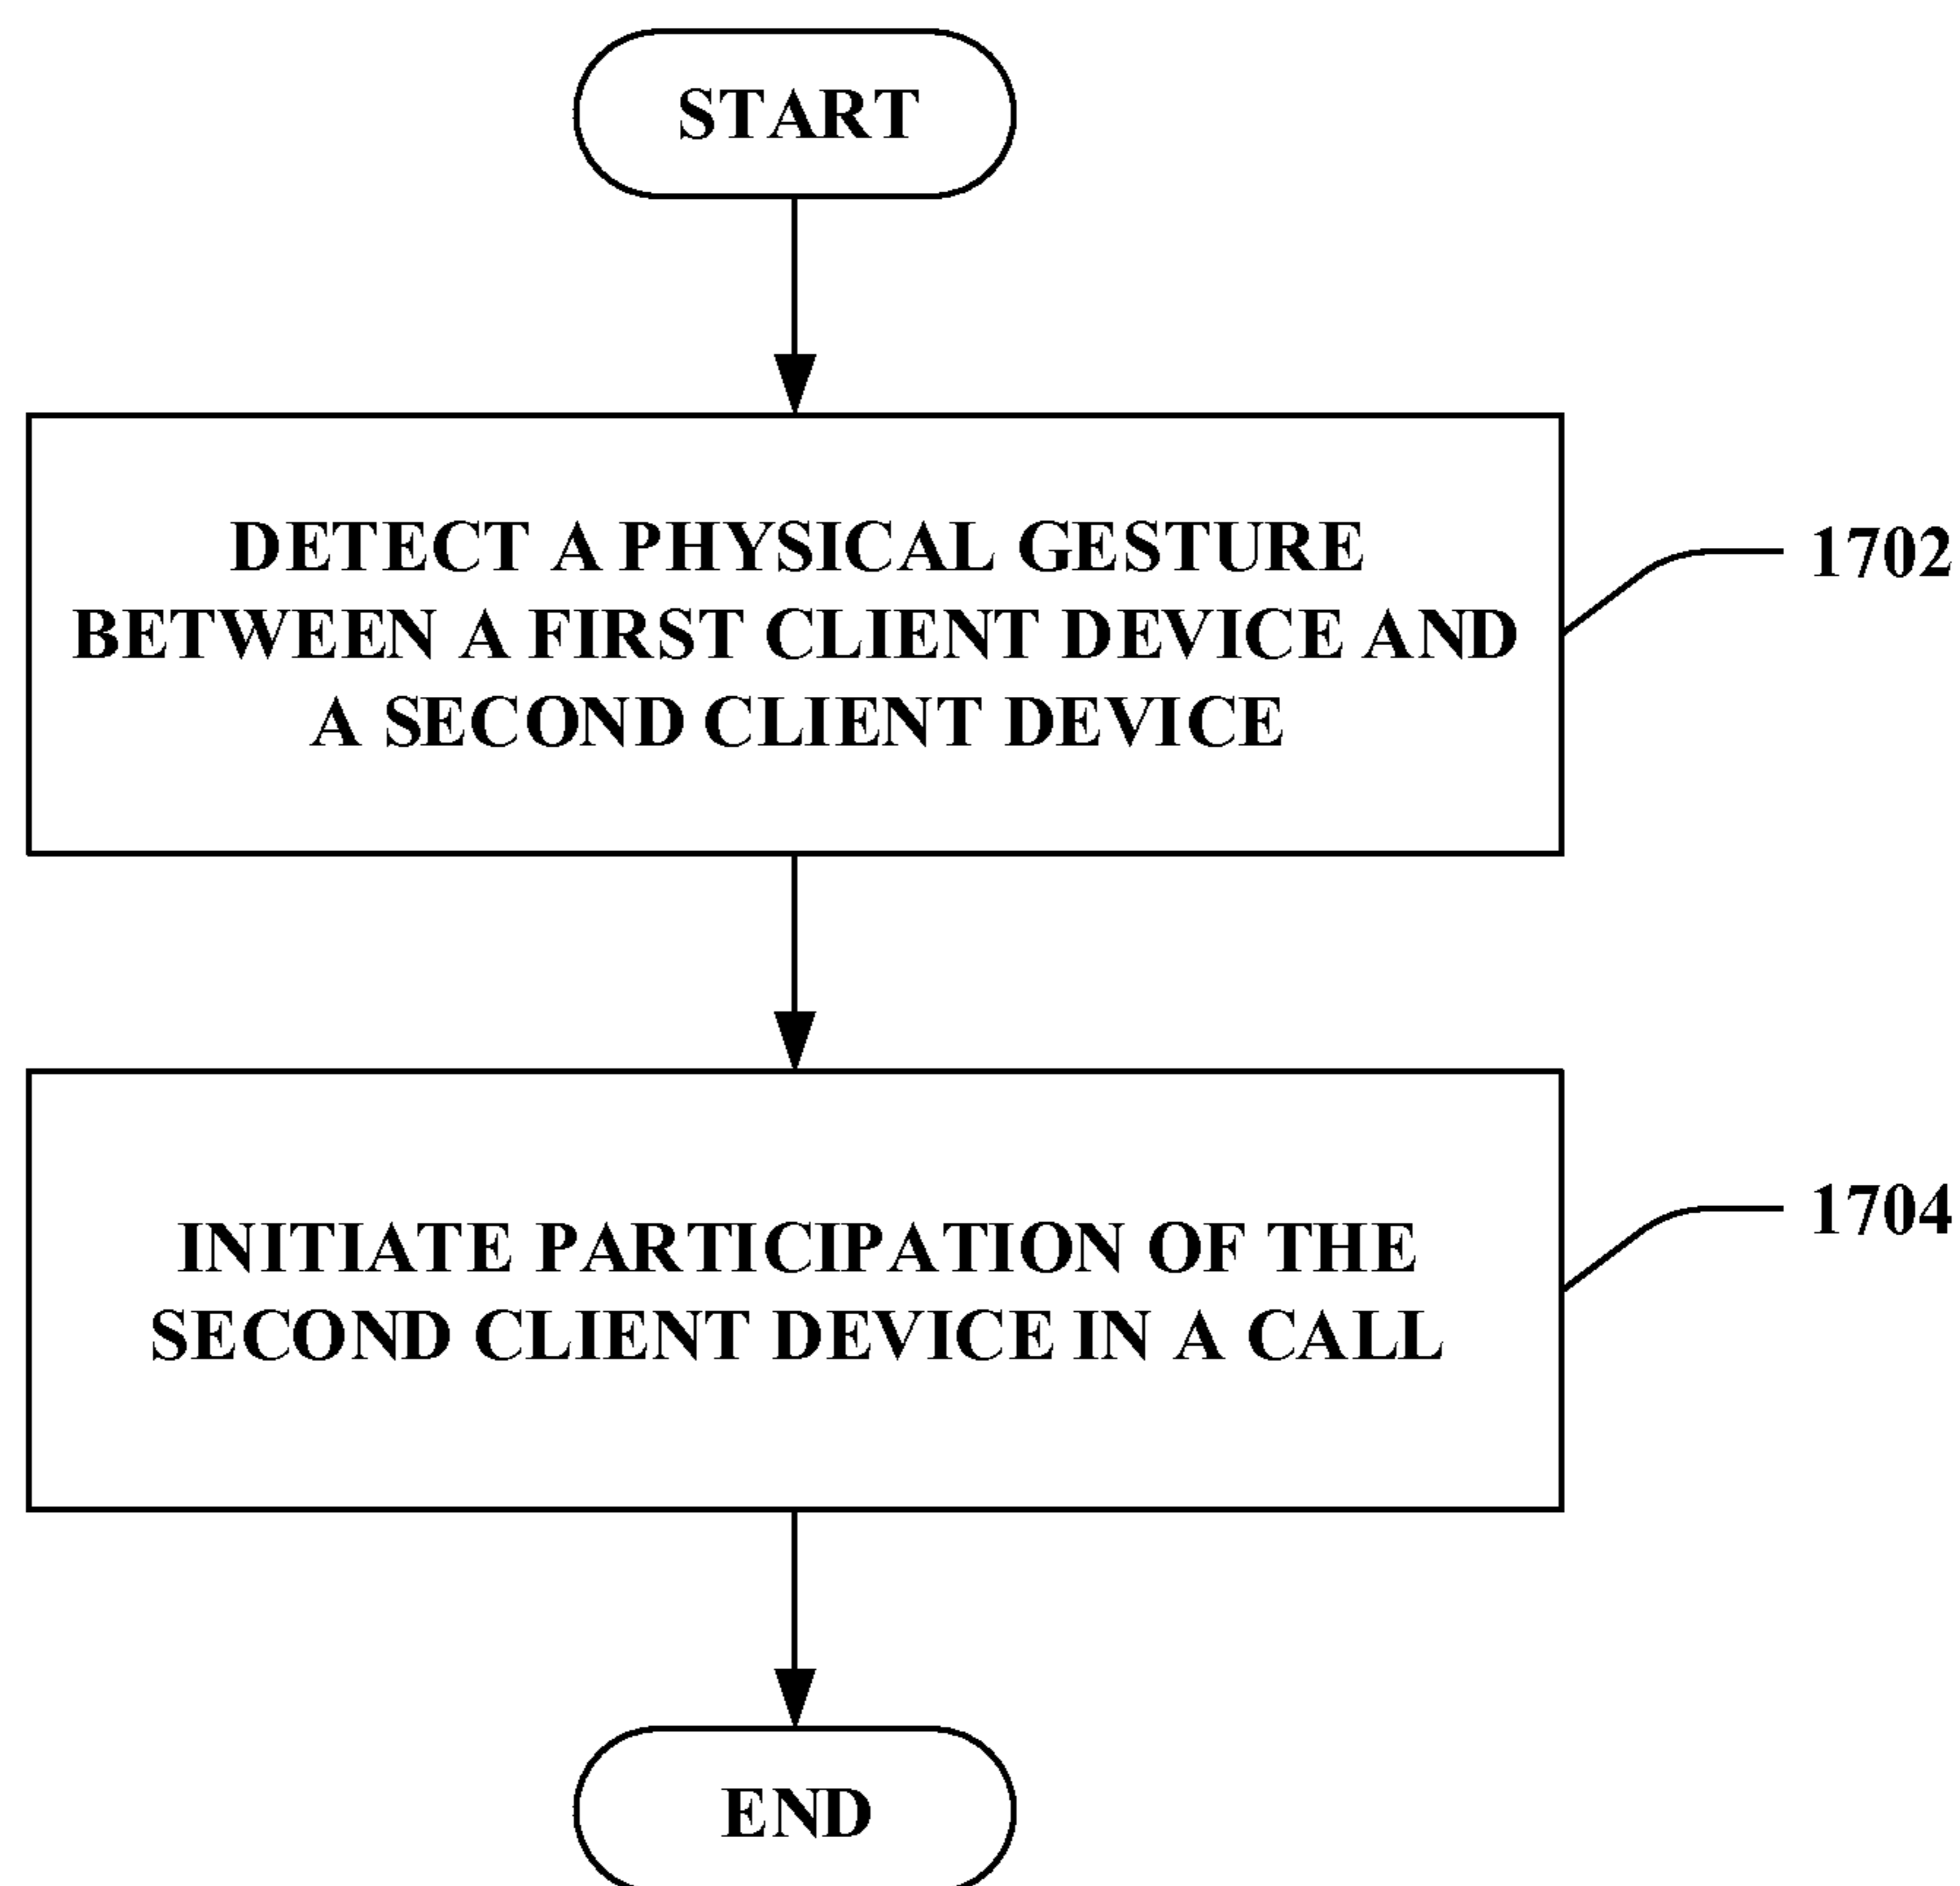 START
DETECT A PHYSICAL GESTURE
BETWEEN A FIRST CLIENT DEVICE AND
A SECOND CLIENT DEVICE
1702
INITIATE PARTICIPATION OF THE
SECOND CLIENT DEVICE IN A CALL
1704
END